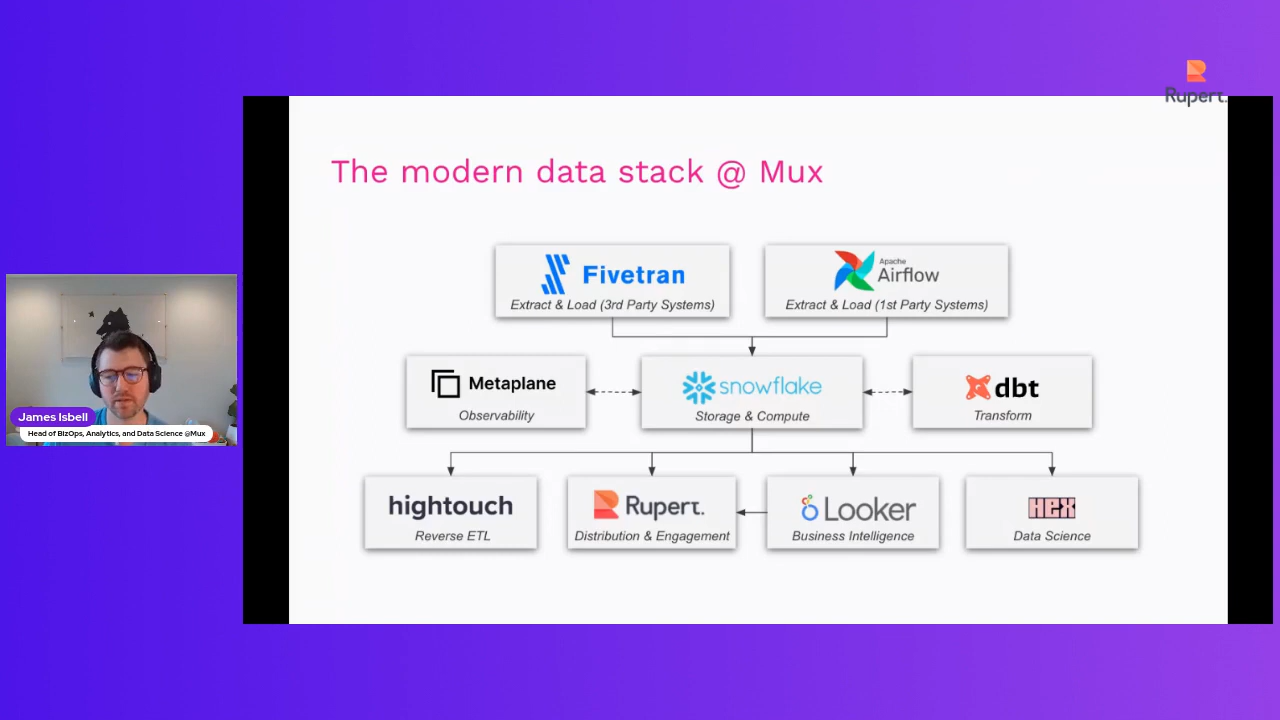 Rupert.
The modern data stack @ Mux
Fivetran
Extract & Load (3rd Party Systems)
Apache
Airflow
Extract & Load (1st Party Systems)
Metaplane
Observability
snowflake
Storage & Compute
dbt
Transform
James Isbell
Head of BizOps, Analytics, and Data Science @Mux
hightouch
Reverse ETL
Rupert.
Distribution & Engagement
Looker
Business Intelligence
HEX
Data Science